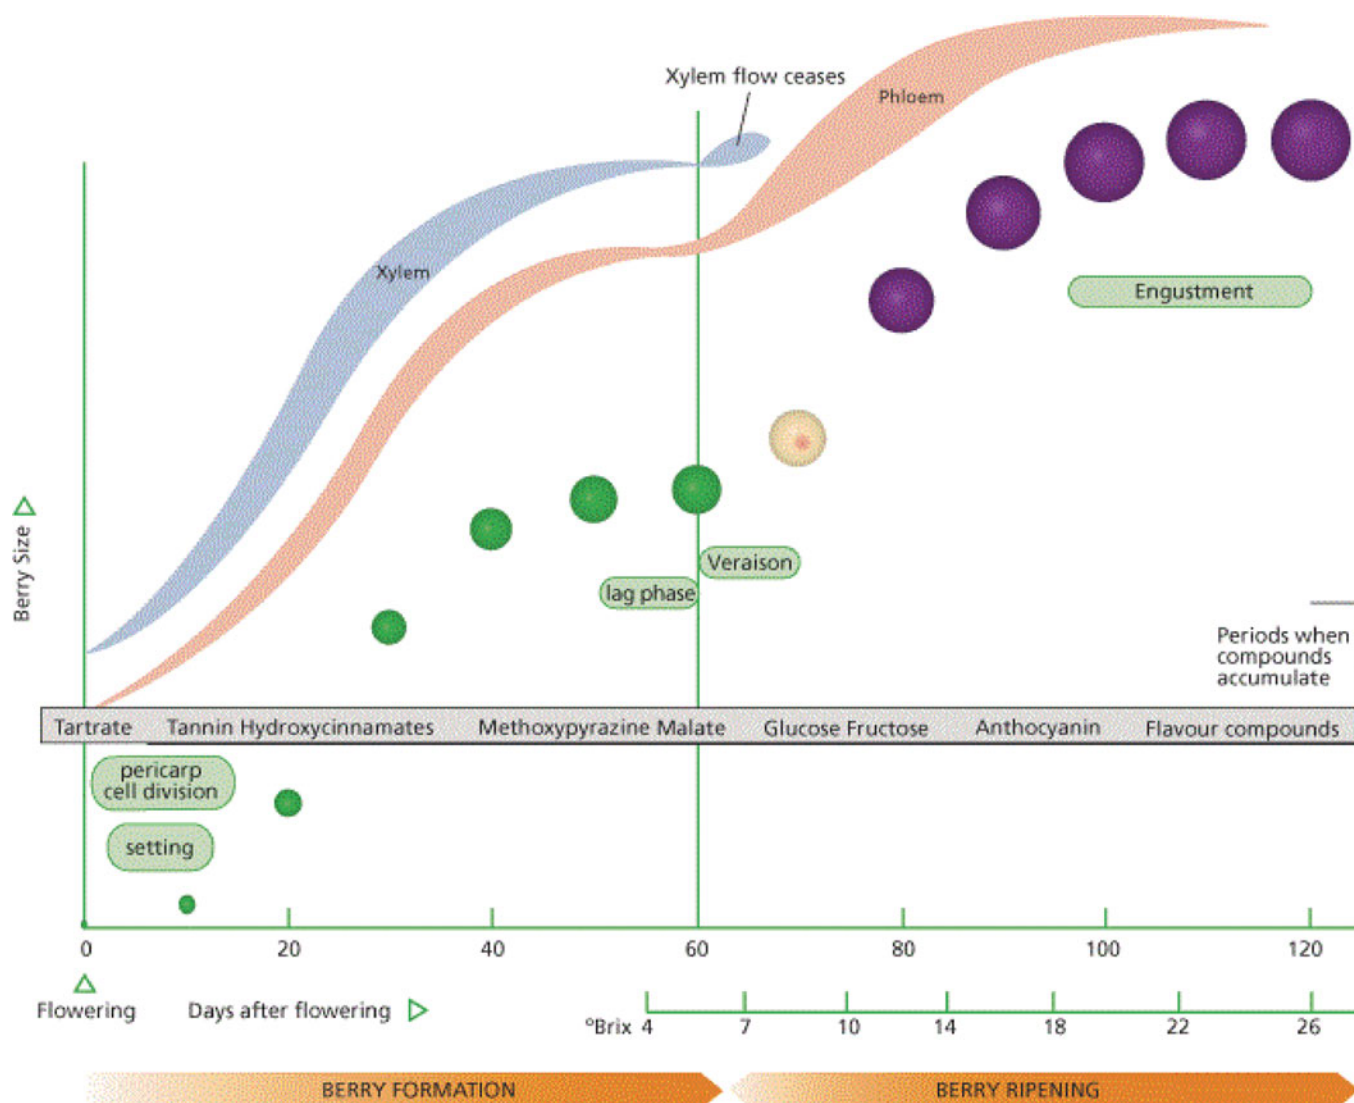 Xylem flow ceases
Phloem
Xylem
Engustment
Berry Size
Veraison
lag phase
Periods when
compounds
accumulate
Tartrate Tannin Hydroxycinnamates Methoxypyrazine Malate Glucose Fructose Anthocyanin Flavour compounds
pericarp
cell division
setting
0 20 40 60 80 100 120
Flowering Days after flowering
°Brix 4 7 10 14 18 22 26
BERRY FORMATION BERRY RIPENING